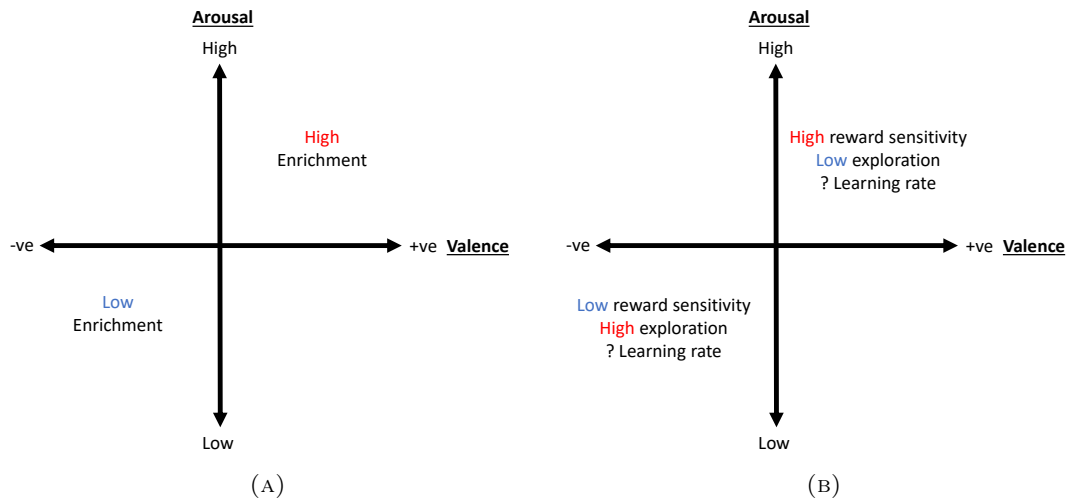 Arousal
High
High
Enrichment
-ve
+ve Valence
Low
Enrichment
Low
(A)
Arousal
High
High reward sensitivity
Low exploration
? Learning rate
-ve
+ve Valence
Low reward sensitivity
High exploration
? Learning rate
Low
(B)